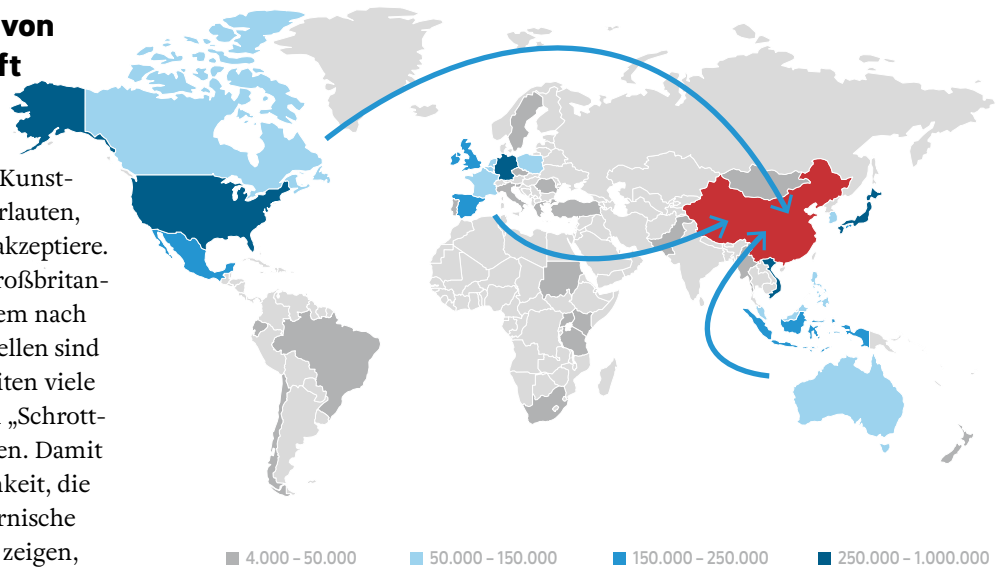 von
ft
Kunst-
rlauten,
akzeptiere.
roßbritan-
em nach
ellen sind
iten viele
„Schrott-
en. Damit
keit, die
rnische
zeigen,
4.000 – 50.000
50.000 – 150.000
150.000 – 250.000
250.000 – 1.000.000